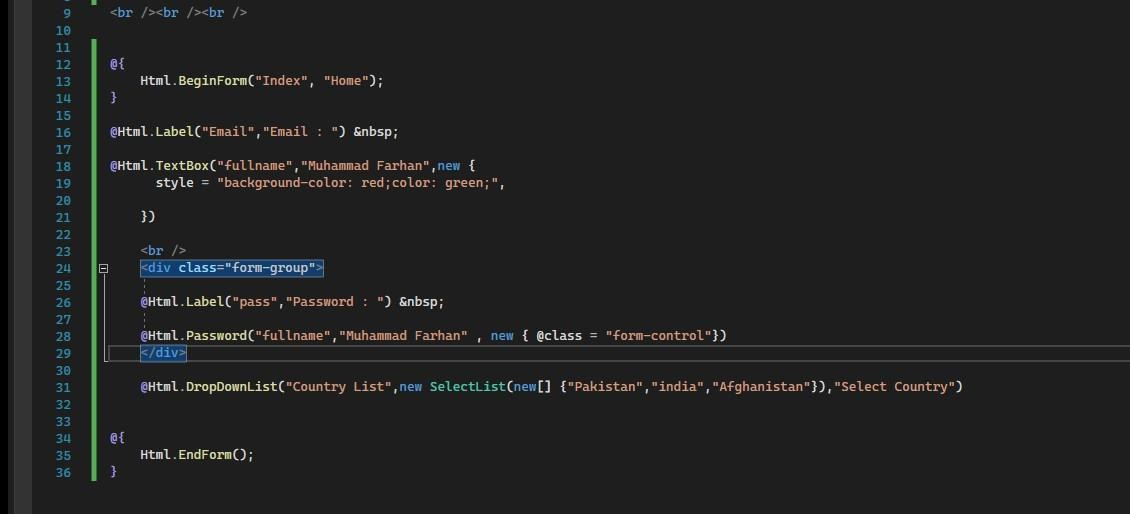 9 <br /><br /><br />
10
11
12 @{
13 Html.BeginForm("Index", "Home");
14 }
15
16 @Html.Label("Email","Email : ") &nbsp;
17
18 @Html.TextBox("fullname","Muhammad Farhan",new {
19 style = "background-color: red;color: green;",
20
21 })
22
23 <br />
24 <div class="form-group">
25
26 @Html.Label("pass","Password : ") &nbsp;
27
28 @Html.Password("fullname","Muhammad Farhan" , new { @class = "form-control"})
29 </div>
30
31 @Html.DropDownList("Country List",new SelectList(new[] {"Pakistan","india","Afghanistan"}),"Select Country")
32
33
34 @{
35 Html.EndForm();
36 }